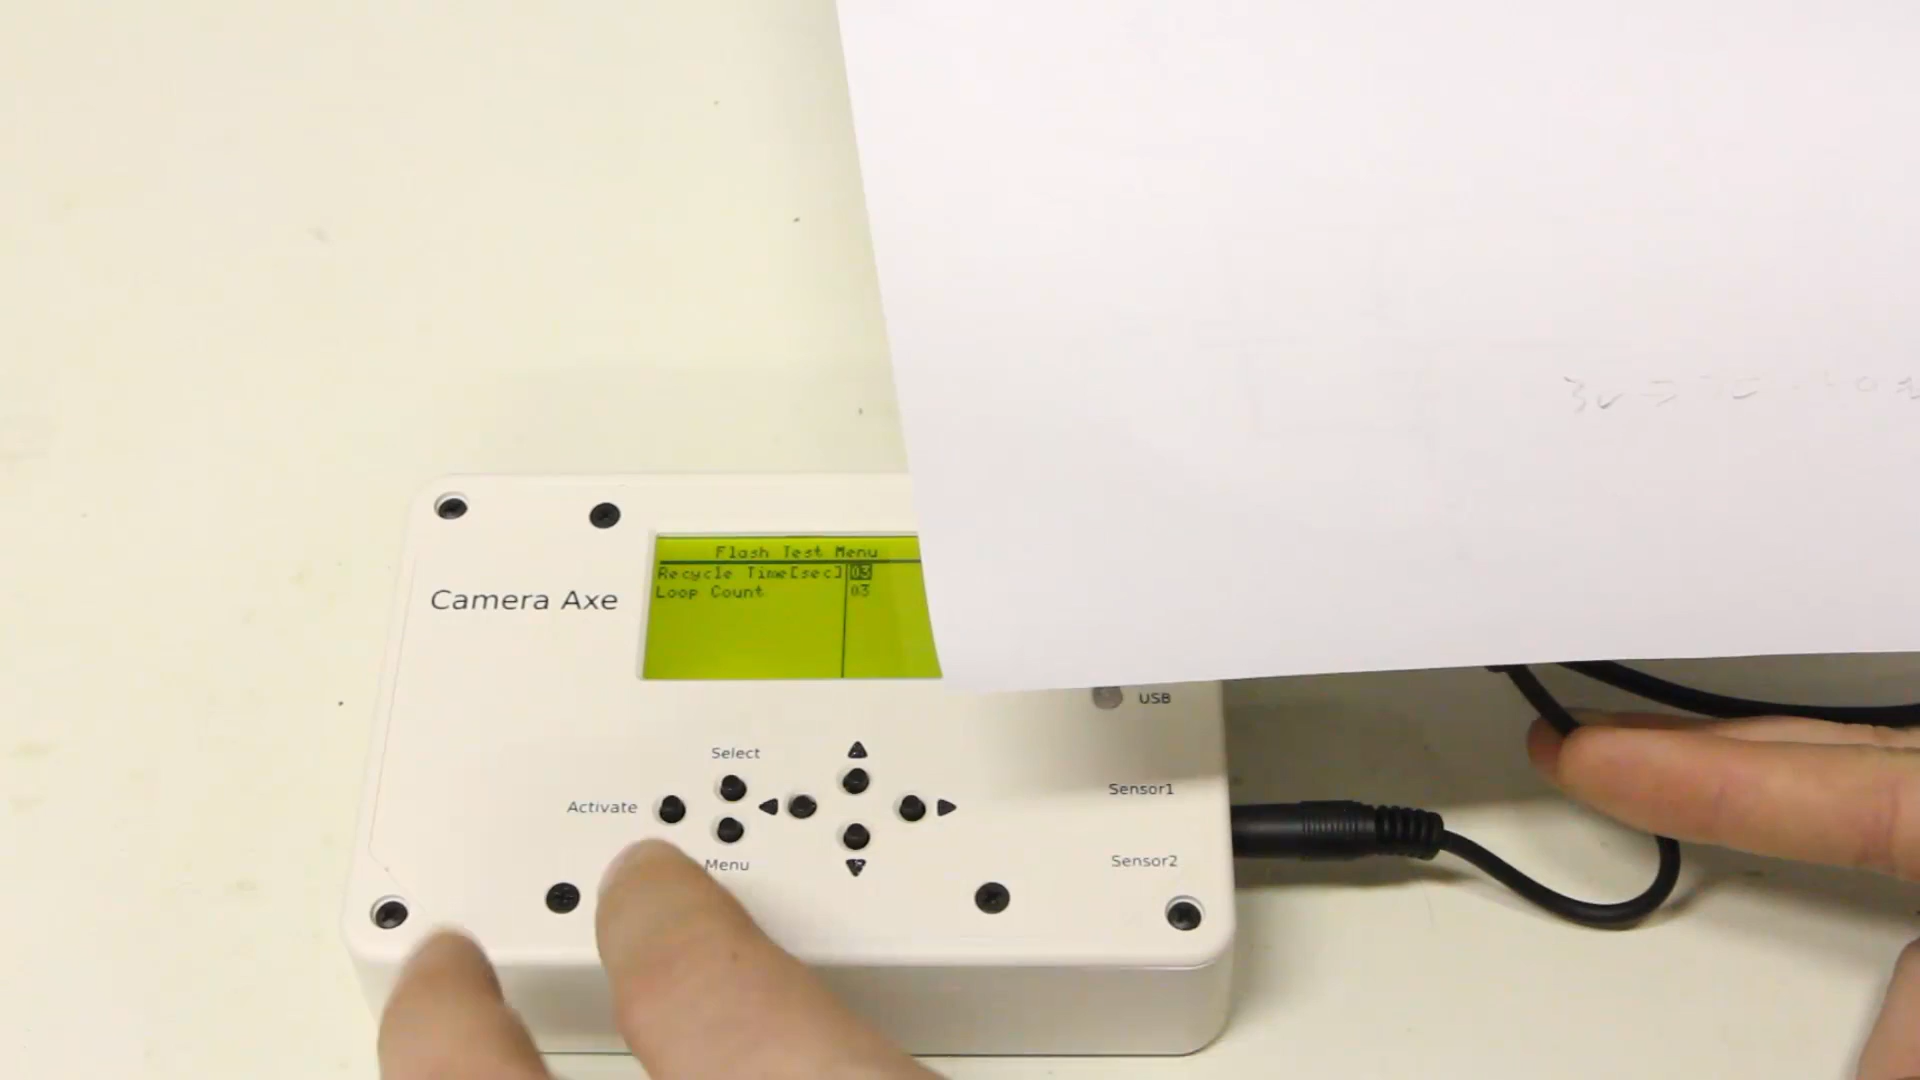 Flash Test Menu
Recycle Time[sec] 03
Loop Count 03
Camera Axe
USB
Select
Sensor1
Activate
Menu
Sensor2